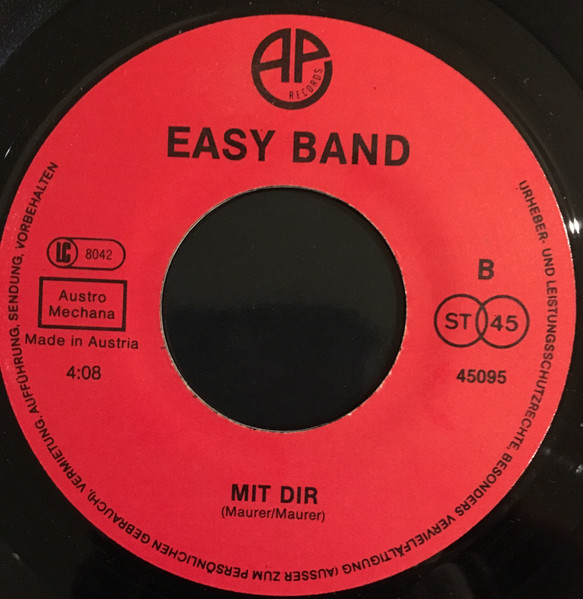 AP
RECORDS
EASY BAND
LC 8042
Austro
Mechana
Made in Austria
4:08
B
ST 45
45095
MIT DIR
(Maurer/Maurer)
URHEBER- UND LEISTUNGSSCHUTZRECHTE, BESONDERS VERVIELFÄLTIGUNG (AUSSER ZUM PERSÖNLICHEN GEBRAUCH), VERMIETUNG, AUFFÜHRUNG, SENDUNG, VORBEHALTEN